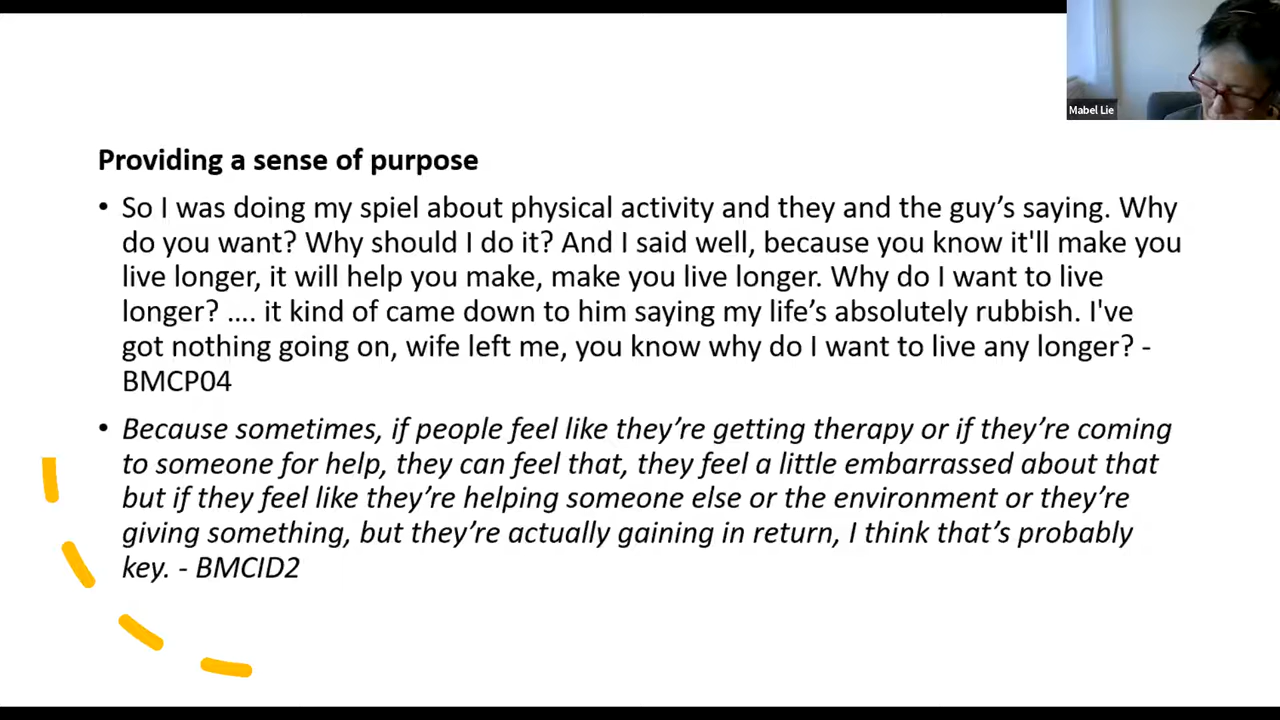 Mabel Lie
Providing a sense of purpose
• So I was doing my spiel about physical activity and they and the guy’s saying. Why
do you want? Why should I do it? And I said well, because you know it'll make you
live longer, it will help you make, make you live longer. Why do I want to live
longer? …. it kind of came down to him saying my life’s absolutely rubbish. I've
got nothing going on, wife left me, you know why do I want to live any longer? -
BMCP04
• Because sometimes, if people feel like they’re getting therapy or if they’re coming
to someone for help, they can feel that, they feel a little embarrassed about that
but if they feel like they’re helping someone else or the environment or they’re
giving something, but they’re actually gaining in return, I think that’s probably
key. - BMCID2